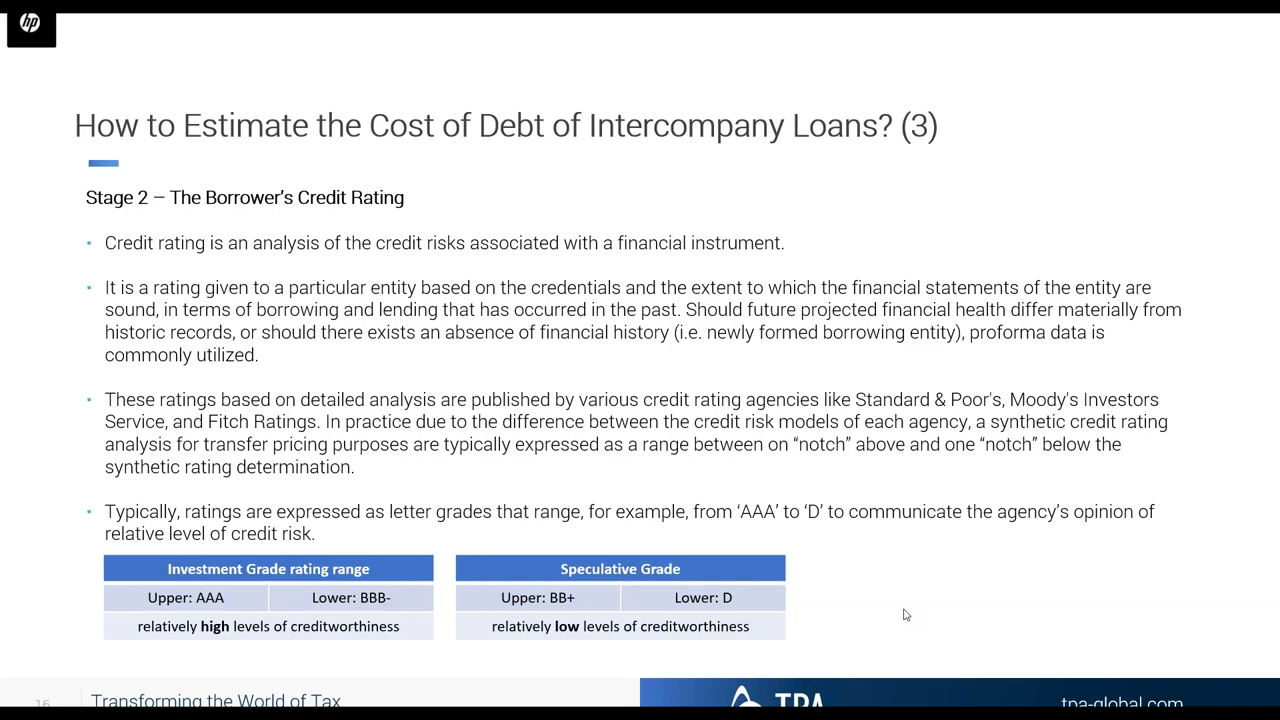 hp
How to Estimate the Cost of Debt of Intercompany Loans? (3)
Stage 2 – The Borrower's Credit Rating
• Credit rating is an analysis of the credit risks associated with a financial instrument.
• It is a rating given to a particular entity based on the credentials and the extent to which the financial statements of the entity are
sound, in terms of borrowing and lending that has occurred in the past. Should future projected financial health differ materially from
historic records, or should there exists an absence of financial history (i.e. newly formed borrowing entity), proforma data is
commonly utilized.
• These ratings based on detailed analysis are published by various credit rating agencies like Standard & Poor's, Moody's Investors
Service, and Fitch Ratings. In practice due to the difference between the credit risk models of each agency, a synthetic credit rating
analysis for transfer pricing purposes are typically expressed as a range between on “notch” above and one “notch” below the
synthetic rating determination.
• Typically, ratings are expressed as letter grades that range, for example, from ‘AAA’ to ‘D’ to communicate the agency’s opinion of
relative level of credit risk.
Investment Grade rating range
Upper: AAA Lower: BBB-
relatively high levels of creditworthiness
Speculative Grade
Upper: BB+ Lower: D
relatively low levels of creditworthiness
16 Transforming the World of Tax
TPA
tpa-global.com